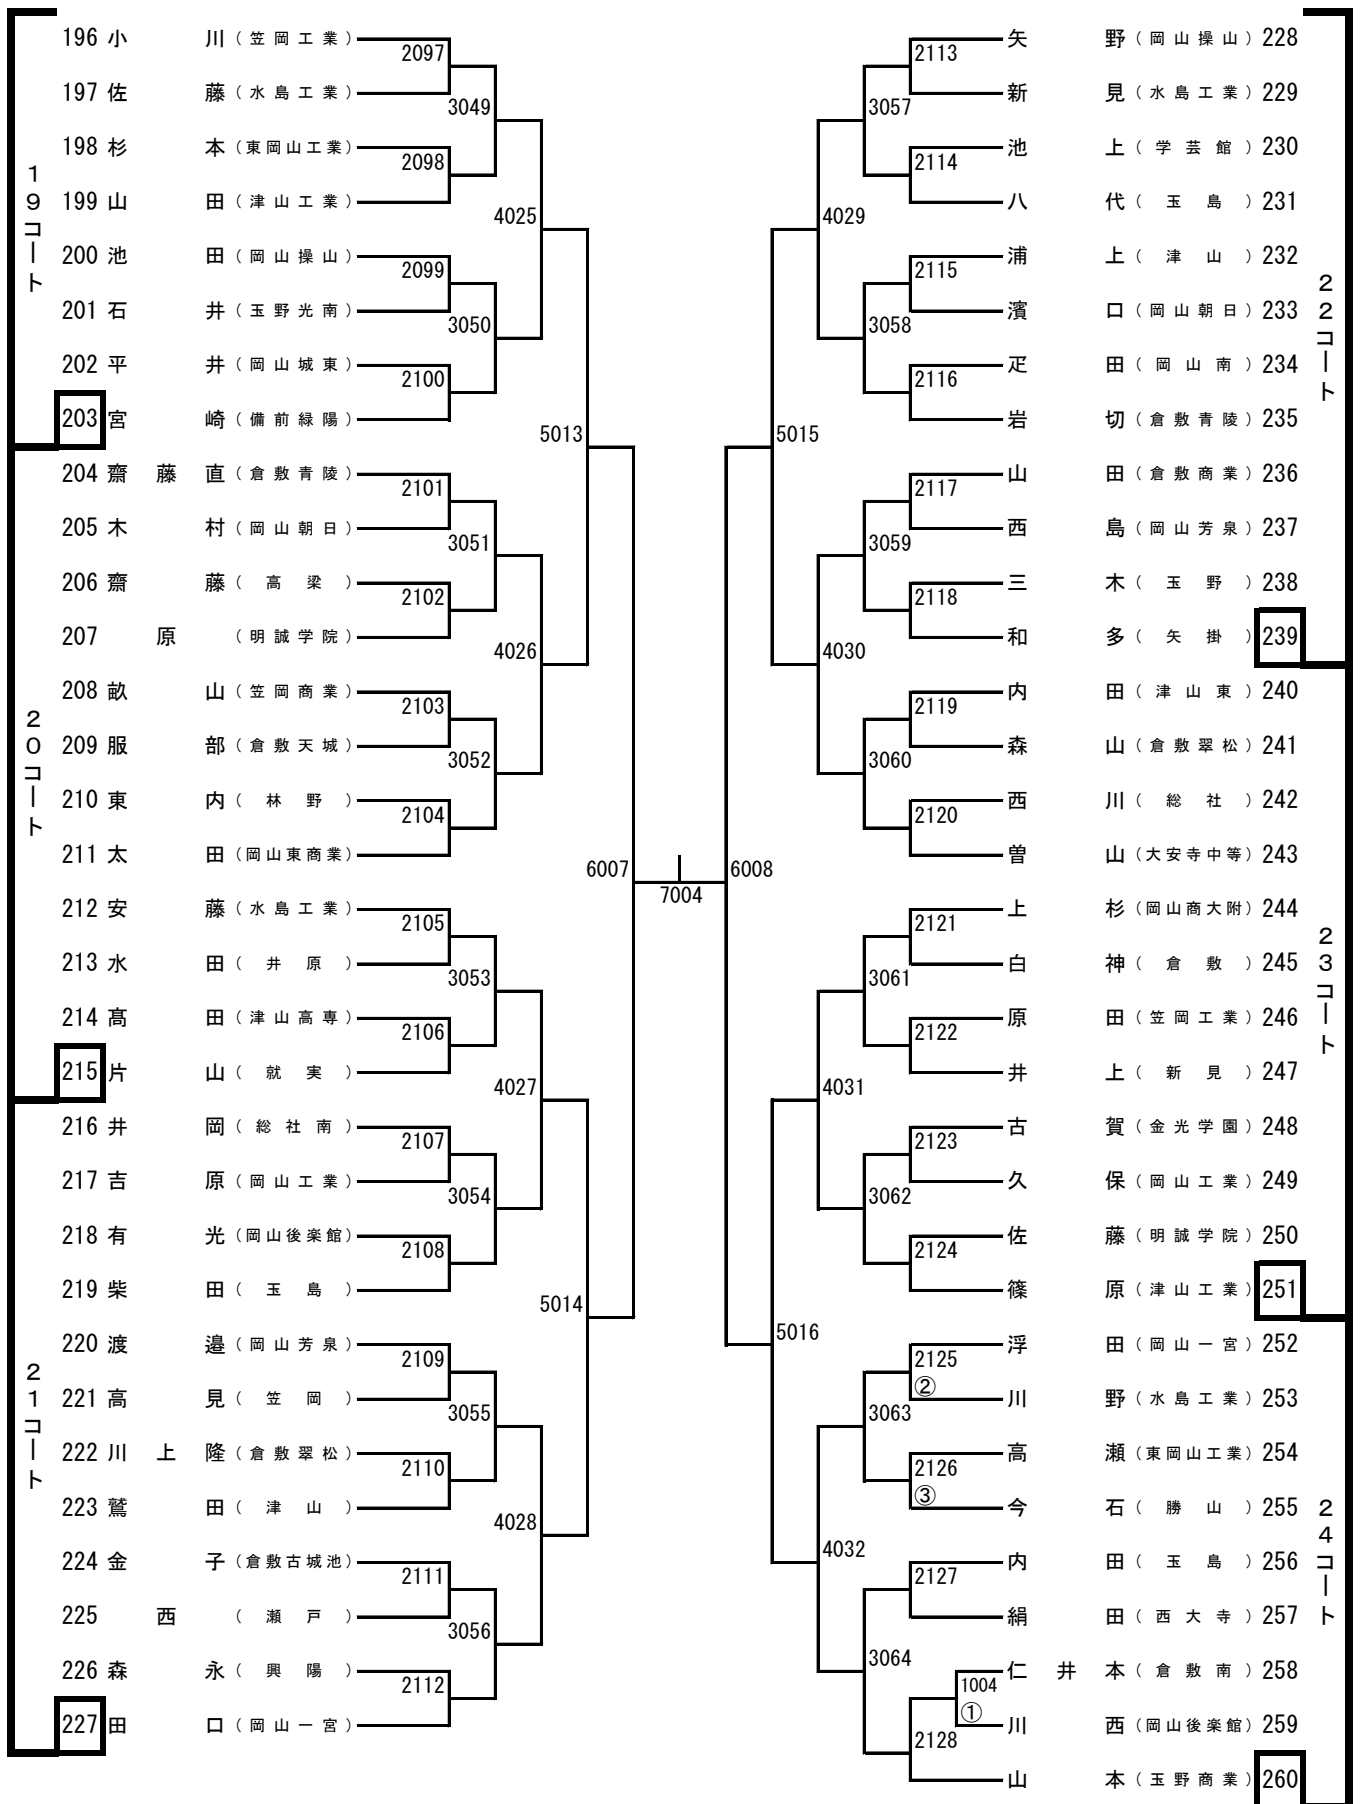 19コート
196 小川 (笠岡工業)
197 佐藤 (水島工業)
198 杉本 (東岡山工業)
199 山田 (津山工業)
200 池田 (岡山操山)
201 石井 (玉野光南)
202 平井 (岡山城東)
203 宮崎 (備前緑陽)
20コート
204 齋藤直 (倉敷青陵)
205 木村 (岡山朝日)
206 齋藤 (高梁)
207 原 (明誠学院)
208 畝山 (笠岡商業)
209 服部 (倉敷天城)
210 東内 (林野)
211 太田 (岡山東商業)
212 安藤 (水島工業)
213 水田 (井原)
214 髙田 (津山高専)
215 片山 (就実)
21コート
216 井岡 (総社南)
217 吉原 (岡山工業)
218 有光 (岡山後楽館)
219 柴田 (玉島)
220 渡邉 (岡山芳泉)
221 高見 (笠岡)
222 川上隆 (倉敷翠松)
223 鷲田 (津山)
224 金子 (倉敷古城池)
225 西 (瀬戸)
226 森永 (興陽)
227 田口 (岡山一宮)
2097
2098
2099
2100
2101
2102
2103
2104
2105
2106
2107
2108
2109
2110
2111
2112
3049
3050
3051
3052
3053
3054
3055
3056
4025
4026
4027
4028
5013
5014
6007
7004
6008
5015
5016
4029
4030
4031
4032
3057
3058
3059
3060
3061
3062
3063
3064
2113
2114
2115
2116
2117
2118
2119
2120
2121
2122
2123
2124
2125
②
2126
③
2127
2128
1004
①
22コート
矢野 (岡山操山) 228
新見 (水島工業) 229
池上 (学芸館) 230
八代 (玉島) 231
浦上 (津山) 232
濱口 (岡山朝日) 233
疋田 (岡山南) 234
岩切 (倉敷青陵) 235
山田 (倉敷商業) 236
西島 (岡山芳泉) 237
三木 (玉野) 238
和多 (矢掛) 239
23コート
内田 (津山東) 240
森山 (倉敷翠松) 241
西川 (総社) 242
曽山 (大安寺中等) 243
上杉 (岡山商大附) 244
白神 (倉敷) 245
原田 (笠岡工業) 246
井上 (新見) 247
古賀 (金光学園) 248
久保 (岡山工業) 249
佐藤 (明誠学院) 250
篠原 (津山工業) 251
24コート
浮田 (岡山一宮) 252
川野 (水島工業) 253
高瀬 (東岡山工業) 254
今石 (勝山) 255
内田 (玉島) 256
絹田 (西大寺) 257
仁井本 (倉敷南) 258
川西 (岡山後楽館) 259
山本 (玉野商業) 260